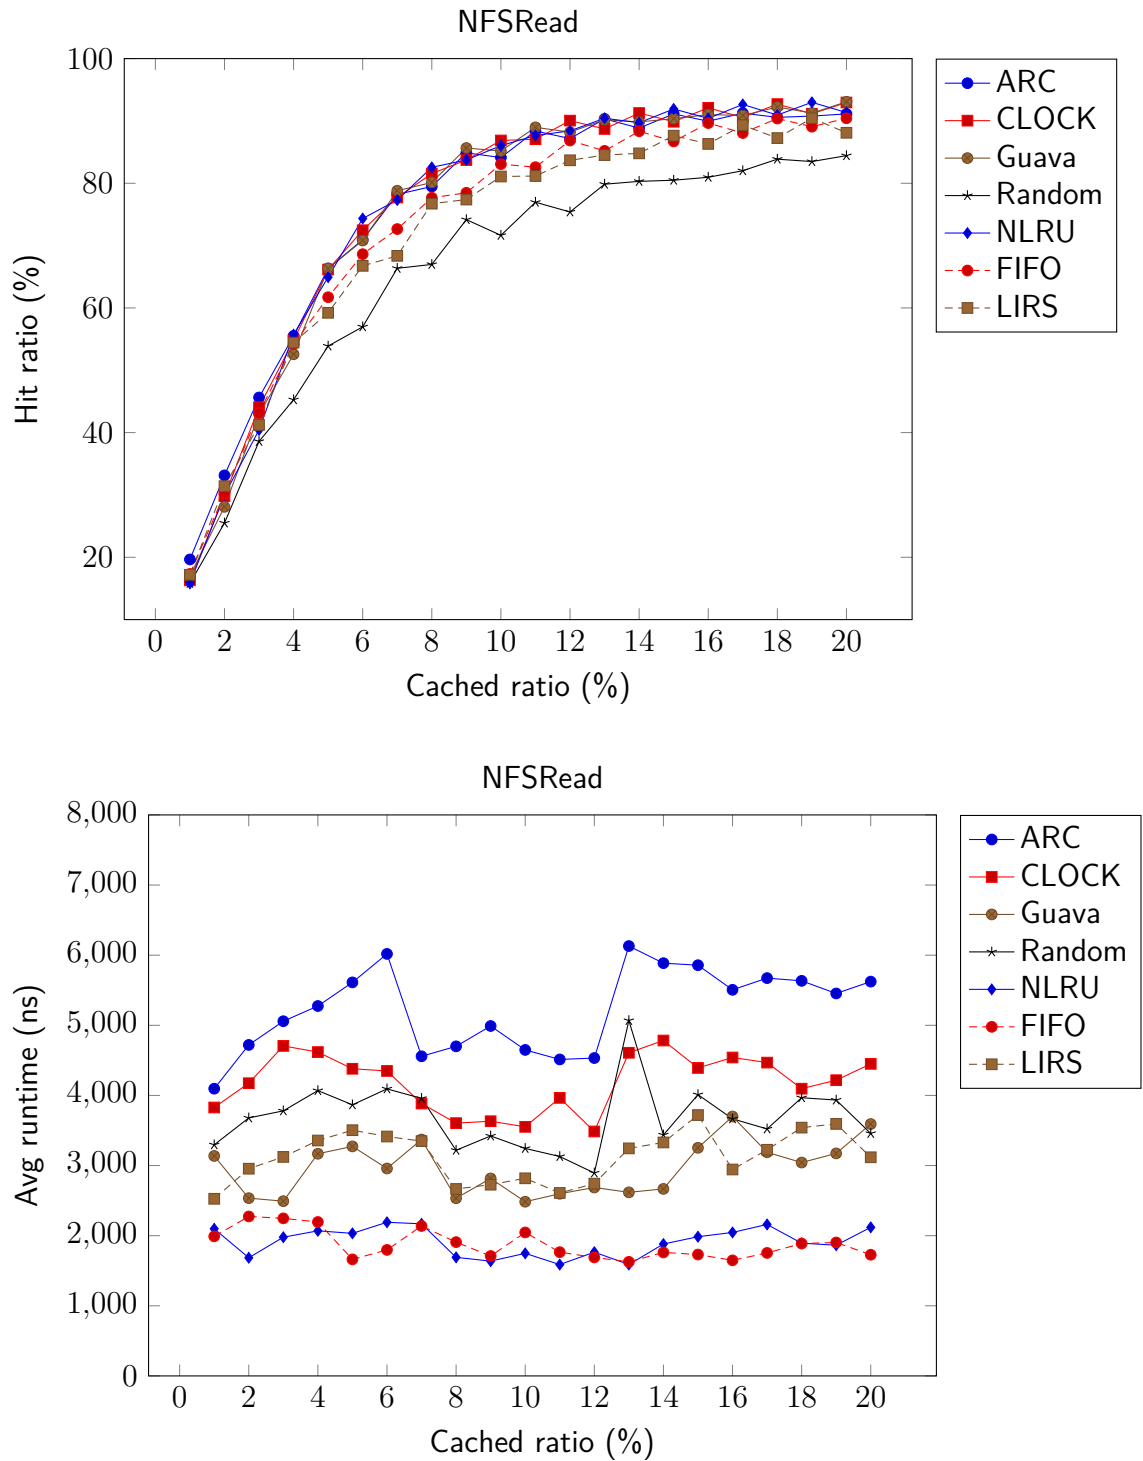 NFSRead
100
80
60
40
20
Hit ratio (%)
0 2 4 6 8 10 12 14 16 18 20
Cached ratio (%)
ARC
CLOCK
Guava
Random
NLRU
FIFO
LIRS
NFSRead
8,000
7,000
6,000
5,000
4,000
3,000
2,000
1,000
0
Avg runtime (ns)
0 2 4 6 8 10 12 14 16 18 20
Cached ratio (%)
ARC
CLOCK
Guava
Random
NLRU
FIFO
LIRS